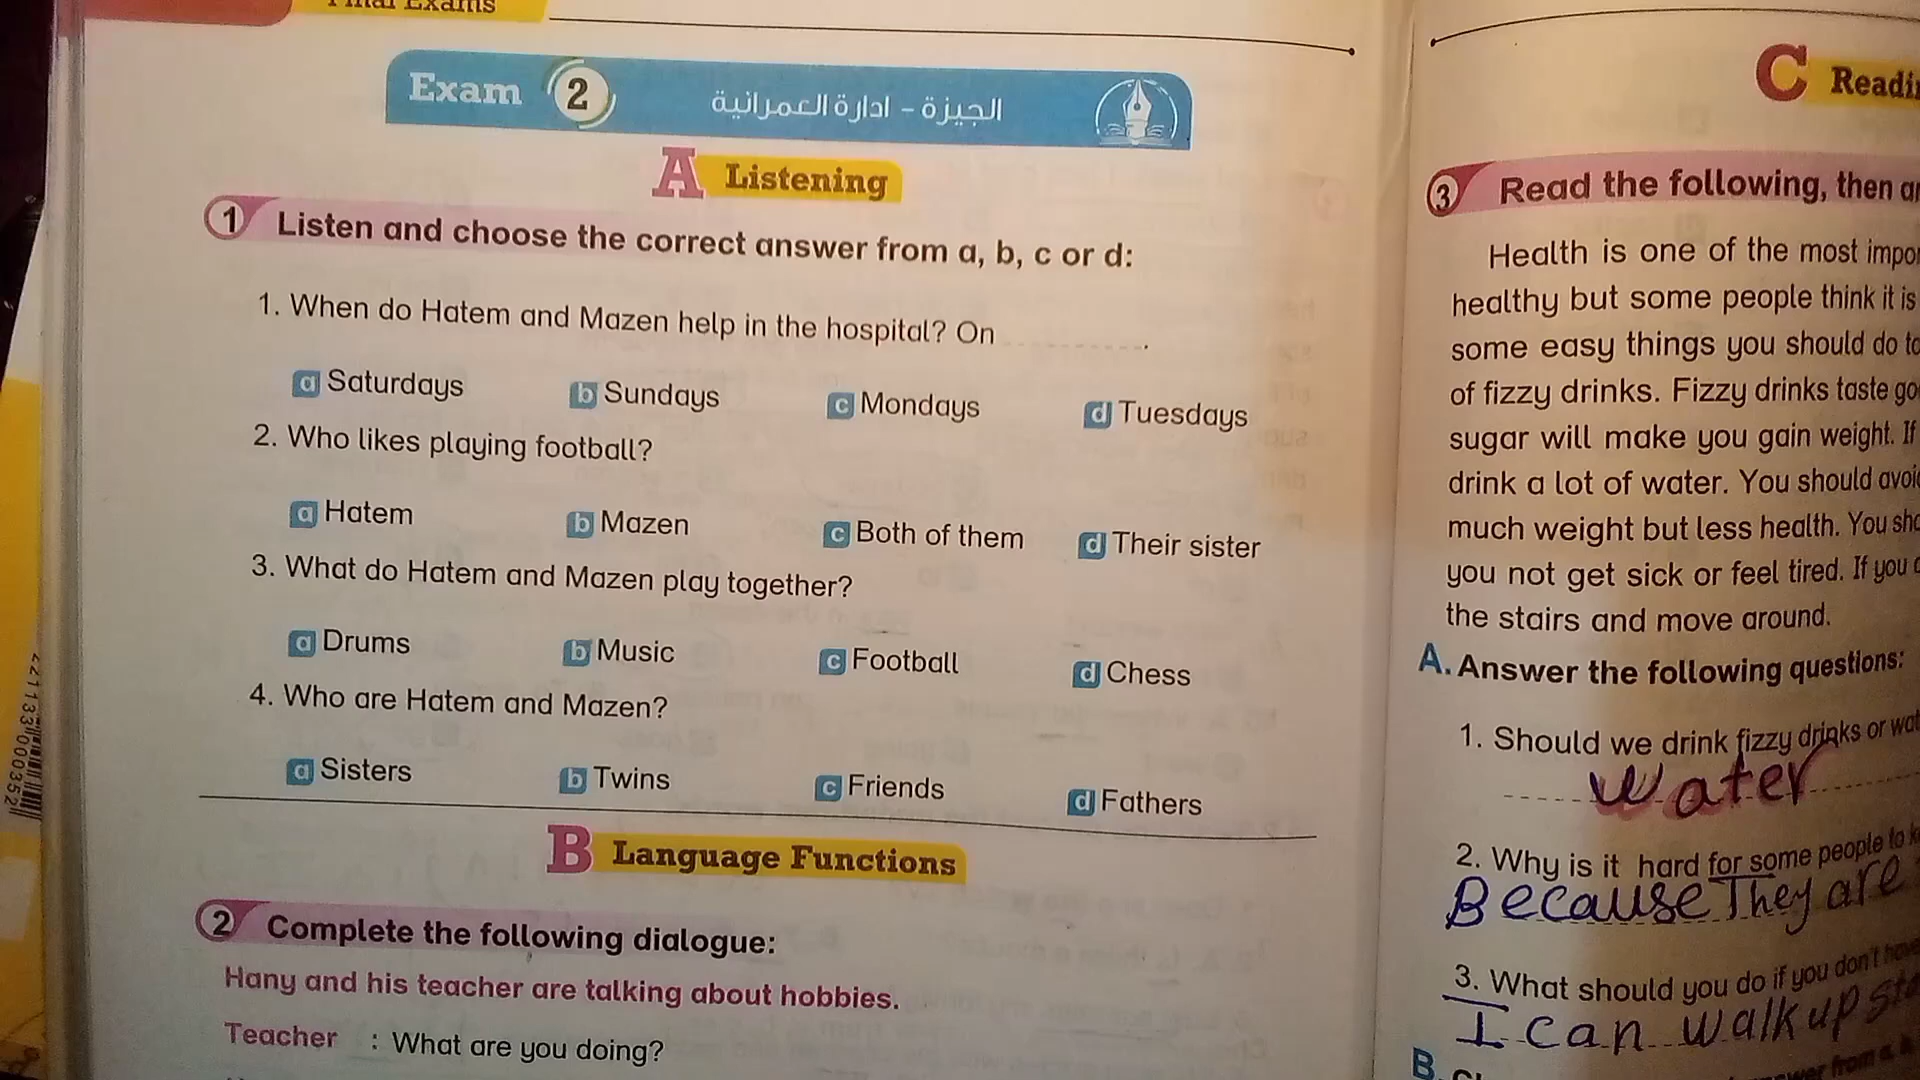 Final Exams
Exam 2 الجيزة - ادارة العمرانية
A Listening
1 Listen and choose the correct answer from a, b, c or d:
1. When do Hatem and Mazen help in the hospital? On ............ .
a Saturdays b Sundays c Mondays d Tuesdays
2. Who likes playing football?
a Hatem b Mazen c Both of them d Their sister
3. What do Hatem and Mazen play together?
a Drums b Music c Football d Chess
4. Who are Hatem and Mazen?
a Sisters b Twins c Friends d Fathers
B Language Functions
2 Complete the following dialogue:
Hany and his teacher are talking about hobbies.
Teacher : What are you doing?
221133000352
C
3 Read the following, then
Health is one of the most
healthy but some people think it is
some easy things you should do
of fizzy drinks. Fizzy drinks taste
sugar will make you gain weight. If
drink a lot of water. You should
much weight but less health. You
you not get sick or feel tired. If you
the stairs and move around.
A. Answer the following questions:
1. Should we drink fizzy drinks or
water
2. Why is it hard for some people to
Because They are
3. What should you do if you don't
I can walk up
B.